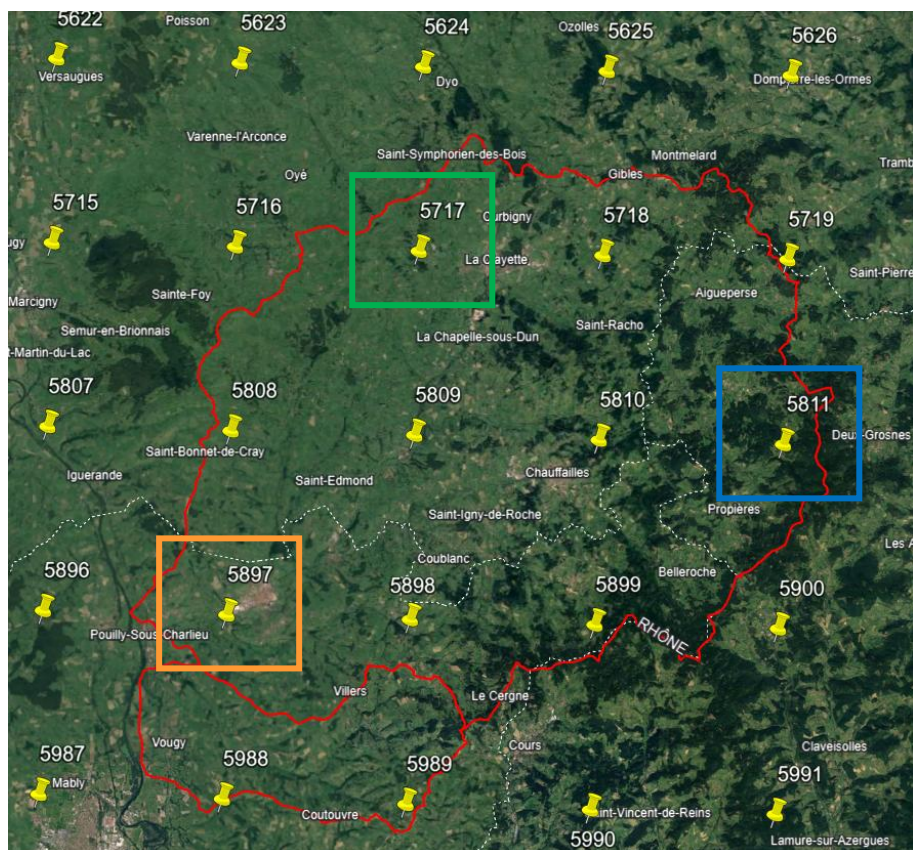 5622
Poisson
5623
5624
Ozolles
5625
5626
Versaugues
Dyo
Varenne-l'Arconce
Saint-Symphorien-des-Bois
Montmelard
Oyé
Gibles
5715
5716
5717
Curbigny
5718
5719
La Clayette
Saint-Pierre
Marcigny
Sainte-Foy
Aigueperse
Semur-en-Brionnais
La Chapelle-sous-Dun
Saint-Racho
t-Martin-du-Lac
5807
5808
5809
5810
5811
Saint-Bonnet-de-Cray
Deux-Grosnes
Iguerande
Saint-Edmond
Chauffailles
Saint-Igny-de-Roche
Propières
Les A
5896
5897
Coublanc
5898
5899
Belleroche
5900
Pouilly-Sous-Charlieu
RHÔNE
Villers
Le Cergne
Vougy
Cours
Claveisolles
5987
5988
5989
5991
Mably
Coutouvre
int-Vincent-de-Reins
5990
Lamure-sur-Azergues